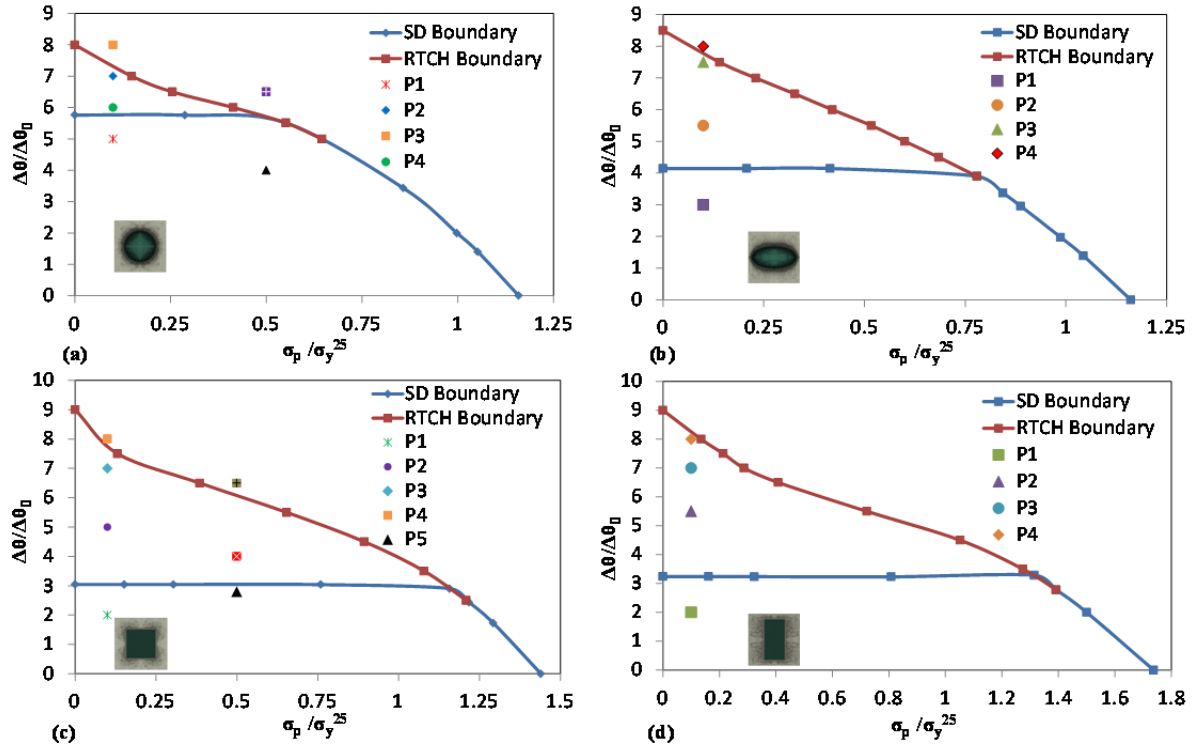 9
8
7
6
5
4
3
2
1
0
Δθ/Δθ▯
SD Boundary
RTCH Boundary
P1
P2
P3
P4
0 0.25 0.5 0.75 1 1.25
(a) σp /σy²⁵
9
8
7
6
5
4
3
2
1
0
Δθ/Δθ▯
SD Boundary
RTCH Boundary
P1
P2
P3
P4
0 0.25 0.5 0.75 1 1.25
(b) σp /σy²⁵
10
9
8
7
6
5
4
3
2
1
0
Δθ/Δθ▯
SD Boundary
RTCH Boundary
P1
P2
P3
P4
P5
0 0.25 0.5 0.75 1 1.25 1.5
(c) σp /σy²⁵
10
9
8
7
6
5
4
3
2
1
0
Δθ/Δθ▯
SD Boundary
RTCH Boundary
P1
P2
P3
P4
0 0.2 0.4 0.6 0.8 1 1.2 1.4 1.6 1.8
(d) σp /σy²⁵